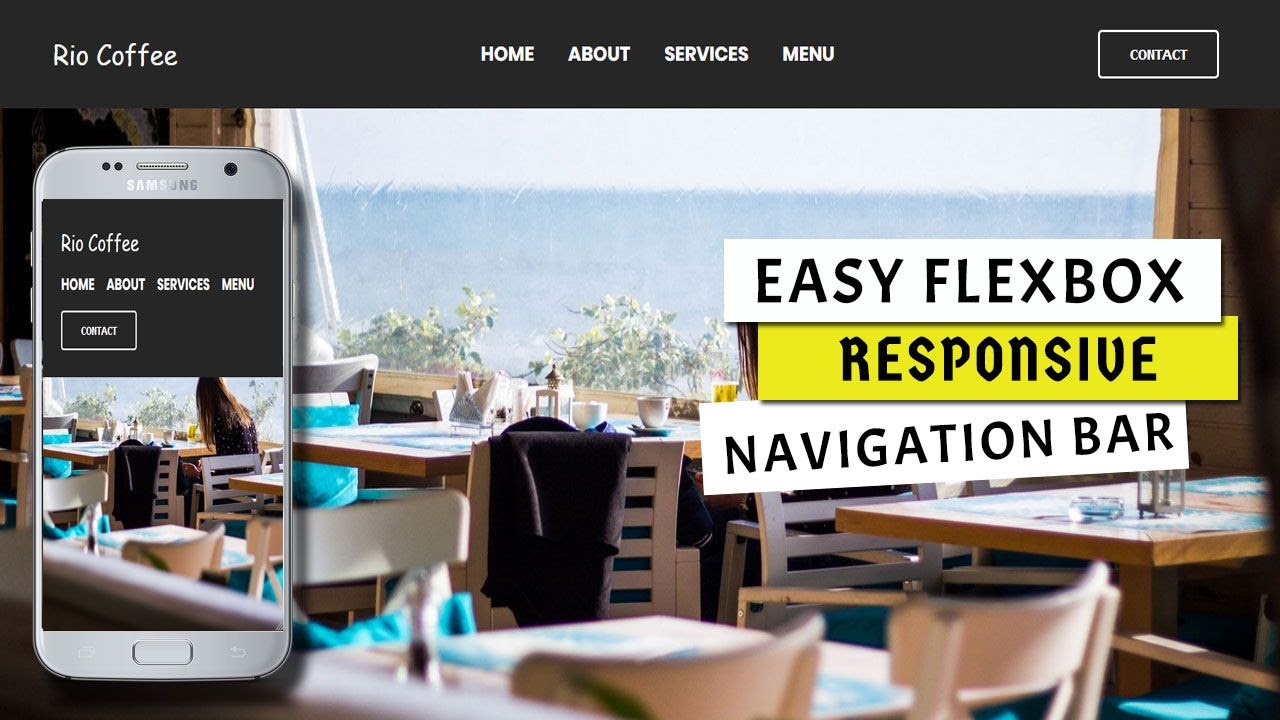 Rio Coffee
HOME ABOUT SERVICES MENU
CONTACT
SAMSUNG
Rio Coffee
HOME ABOUT SERVICES MENU
CONTACT
EASY FLEXBOX
RESPONSIVE
NAVIGATION BAR